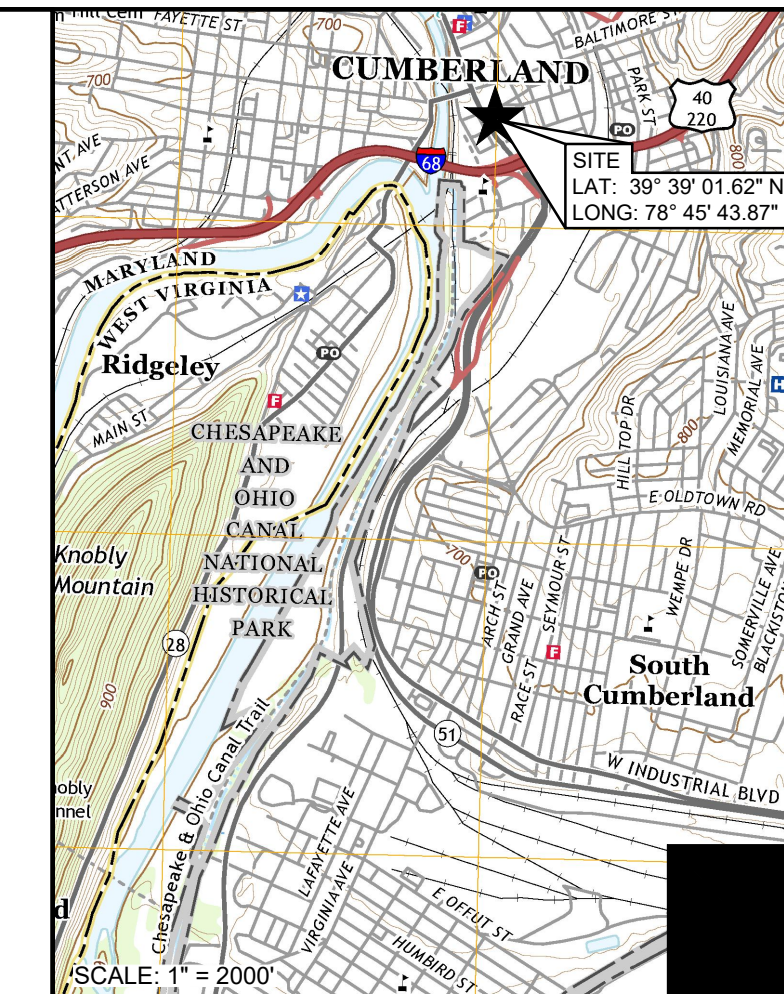 FAYETTE ST
700
BALTIMORE ST
CUMBERLAND
700
PARK ST
40
220
PO
68
800
SITE
LAT: 39° 39' 01.62" N
LONG: 78° 45' 43.87"
ATTERSON AVE
MARYLAND
WEST VIRGINIA
Ridgeley
PO
F
MAIN ST
LOUISIANA AVE
MEMORIAL AVE
H
HILL TOP DR
800
E OLDTOWN RD
CHESAPEAKE
AND
OHIO
CANAL
NATIONAL
HISTORICAL
PARK
Knobly
Mountain
700
PO
ARCH ST
GRAND AVE
SEYMOUR ST
WEMPE DR
SOMERVILLE AVE
28
F
RACE ST
South
Cumberland
900
51
W INDUSTRIAL BLVD
Chesapeake & Ohio Canal Trail
LAFAYETTE AVE
VIRGINIA AVE
E OFFUT ST
HUMBIRD ST
SCALE: 1" = 2000'